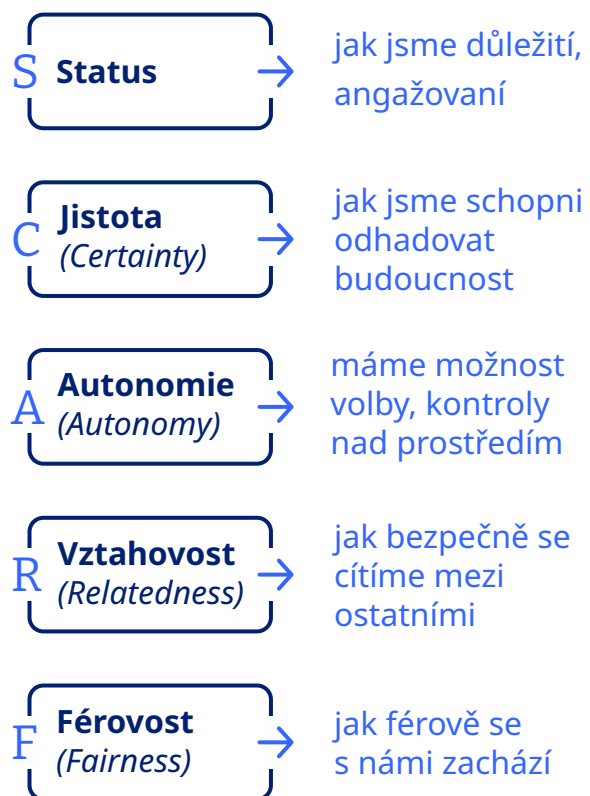 S Status
jak jsme důležití,
angažovaní
C Jistota
(Certainty)
jak jsme schopni
odhadovat
budoucnost
A Autonomie
(Autonomy)
máme možnost
volby, kontroly
nad prostředím
R Vztahovost
(Relatedness)
jak bezpečně se
cítíme mezi
ostatními
F Férovost
(Fairness)
jak férově se
s námi zachází